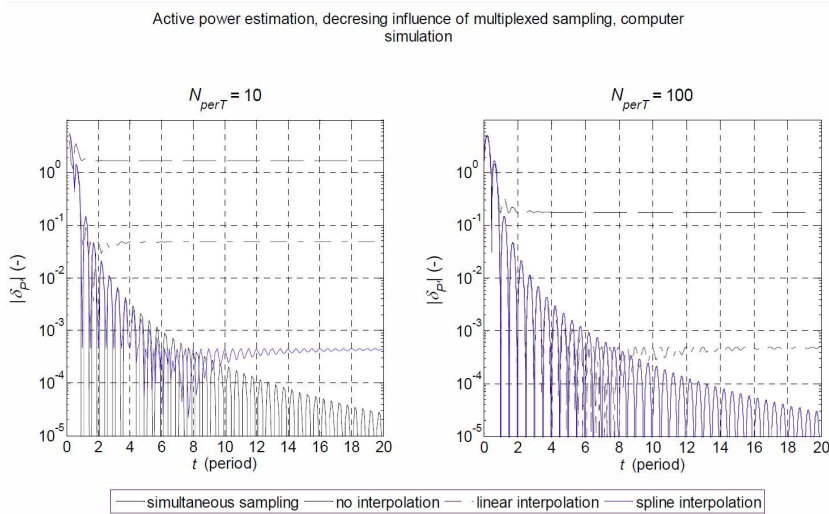 Active power estimation, decresing influence of multiplexed sampling, computer
simulation
N_perT = 10
|δ_P| (-)
10^0
10^-1
10^-2
10^-3
10^-4
10^-5
0 2 4 6 8 10 12 14 16 18 20
t (period)
N_perT = 100
|δ_P| (-)
10^0
10^-1
10^-2
10^-3
10^-4
10^-5
0 2 4 6 8 10 12 14 16 18 20
t (period)
simultaneous sampling no interpolation linear interpolation spline interpolation